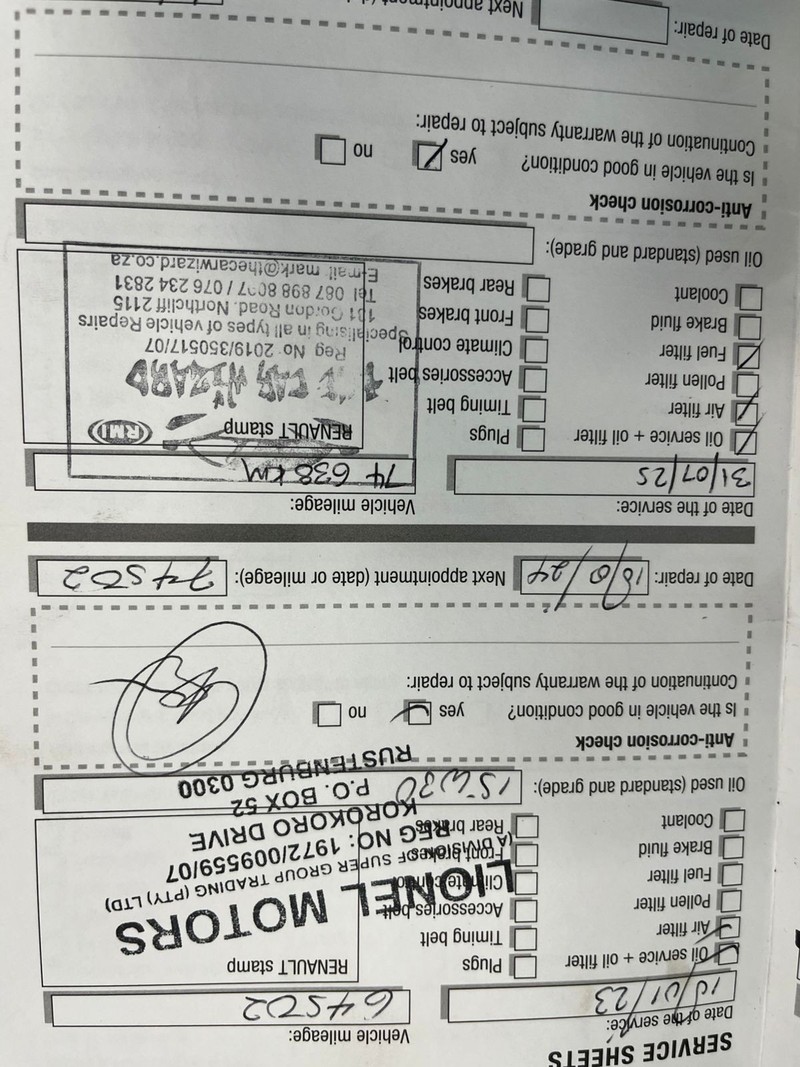 SERVICE SHEETS
Date of the service: 10/01/23
Vehicle mileage: 64502
Oil service + oil filter
Air filter
Pollen filter
Fuel filter
Brake fluid
Coolant
Plugs
Timing belt
Accessories belt
Climate control
Front brakes
Rear brakes
RENAULT stamp
LIONEL MOTORS
(A DIVISION OF SUPER GROUP TRADING (PTY) LTD)
REG NO: 1972/009559/07
KOROKORO DRIVE
P.O. BOX 52
RUSTENBURG 0300
Oil used (standard and grade): 15W30
Anti-corrosion check
Is the vehicle in good condition? yes no
Continuation of the warranty subject to repair:
Date of repair:
Next appointment (date or mileage): 74502
Date of the service: 31/07/25
Vehicle mileage: 74 638 KM
Oil service + oil filter
Air filter
Pollen filter
Fuel filter
Brake fluid
Coolant
Plugs
Timing belt
Accessories belt
Climate control
Front brakes
Rear brakes
RENAULT stamp
RMI
THE CAR WIZARD
Reg No. 2019/350517/07
Specialising in all types of vehicle Repairs
101 Gordon Road. Northcliff 2115
Tel 087 898 8097 / 076 234 2831
E-mail: mark@thecarwizard.co.za
Oil used (standard and grade):
Anti-corrosion check
Is the vehicle in good condition? yes no
Continuation of the warranty subject to repair:
Date of repair:
Next appointment